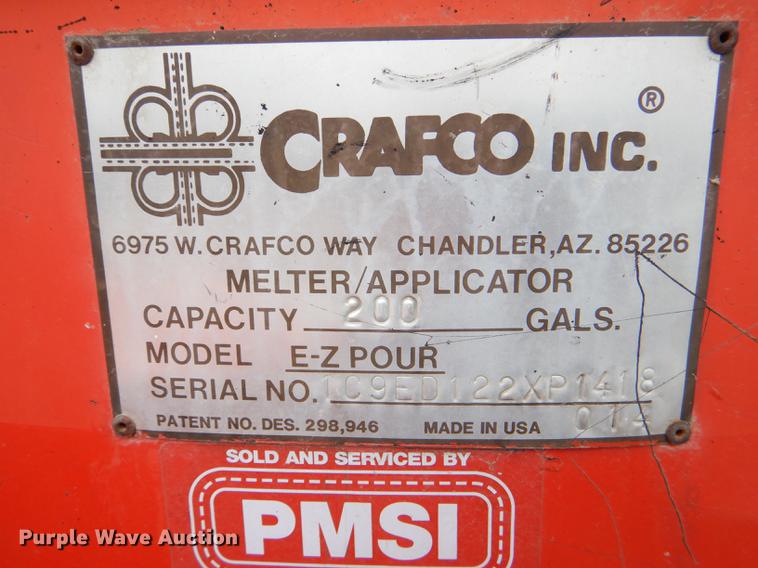 CRAFCO INC. ®
6975 W. CRAFCO WAY CHANDLER, AZ. 85226
MELTER/APPLICATOR
CAPACITY 200 GALS.
MODEL E-Z POUR
SERIAL NO. 1C9ED122XP1418
PATENT NO. DES. 298,946 MADE IN USA
SOLD AND SERVICED BY
PMSI
Purple Wave Auction